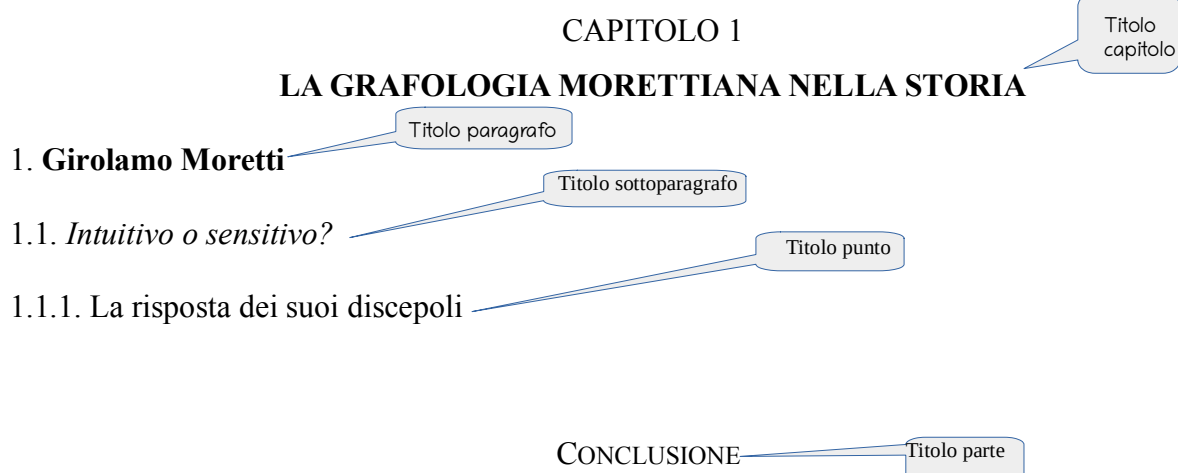 CAPITOLO 1
Titolo
capitolo
LA GRAFOLOGIA MORETTIANA NELLA STORIA
Titolo paragrafo
1. Girolamo Moretti
Titolo sottoparagrafo
1.1. Intuitivo o sensitivo?
Titolo punto
1.1.1. La risposta dei suoi discepoli
CONCLUSIONE
Titolo parte